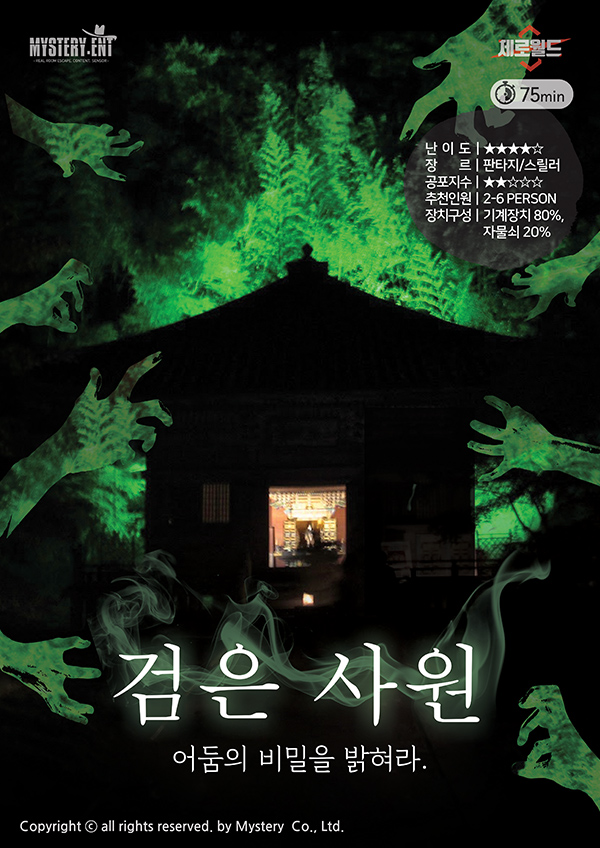 MYSTERY.ENT
- REAL ROOM ESCAPE, CONTENT, SENSOR -
제로월드
75min
난 이 도 | ★★★★☆
장 르 | 판타지/스릴러
공포지수 | ★★☆☆☆
추천인원 | 2-6 PERSON
장치구성 | 기계장치 80%,
자물쇠 20%
검은 사원
어둠의 비밀을 밝혀라.
Copyright ⓒ all rights reserved. by Mystery Co., Ltd.